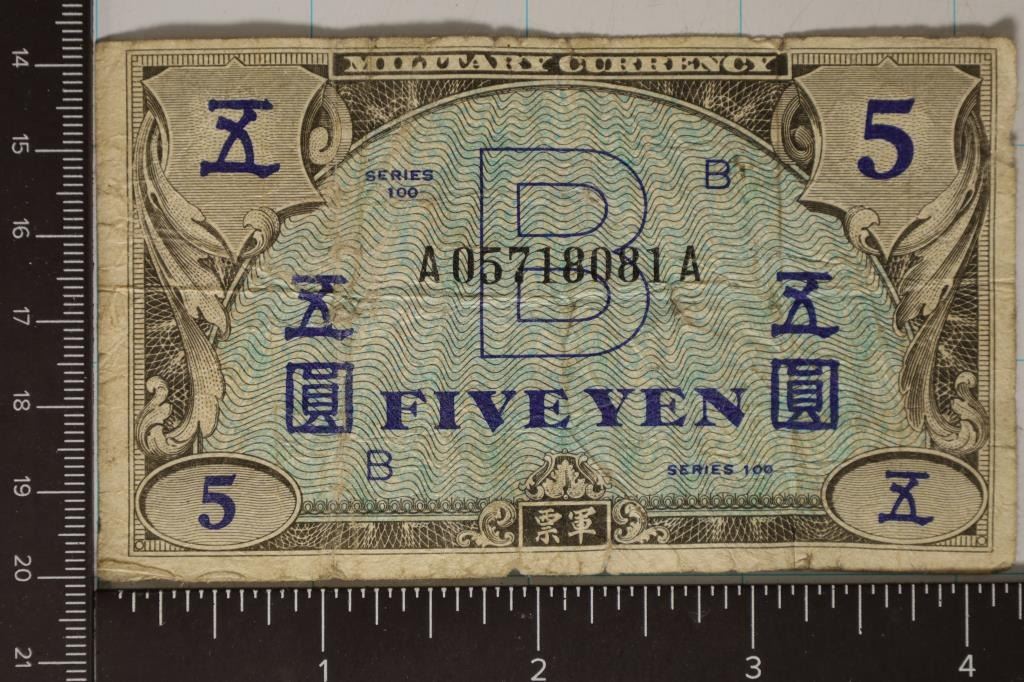 MILITARY CURRENCY
五 5
SERIES
100
B
B
A05718081A
五 五
圓 圓
FIVE YEN
B SERIES 100
5 五
票軍
14
15
16
17
18
19
20
21
1 2 3 4